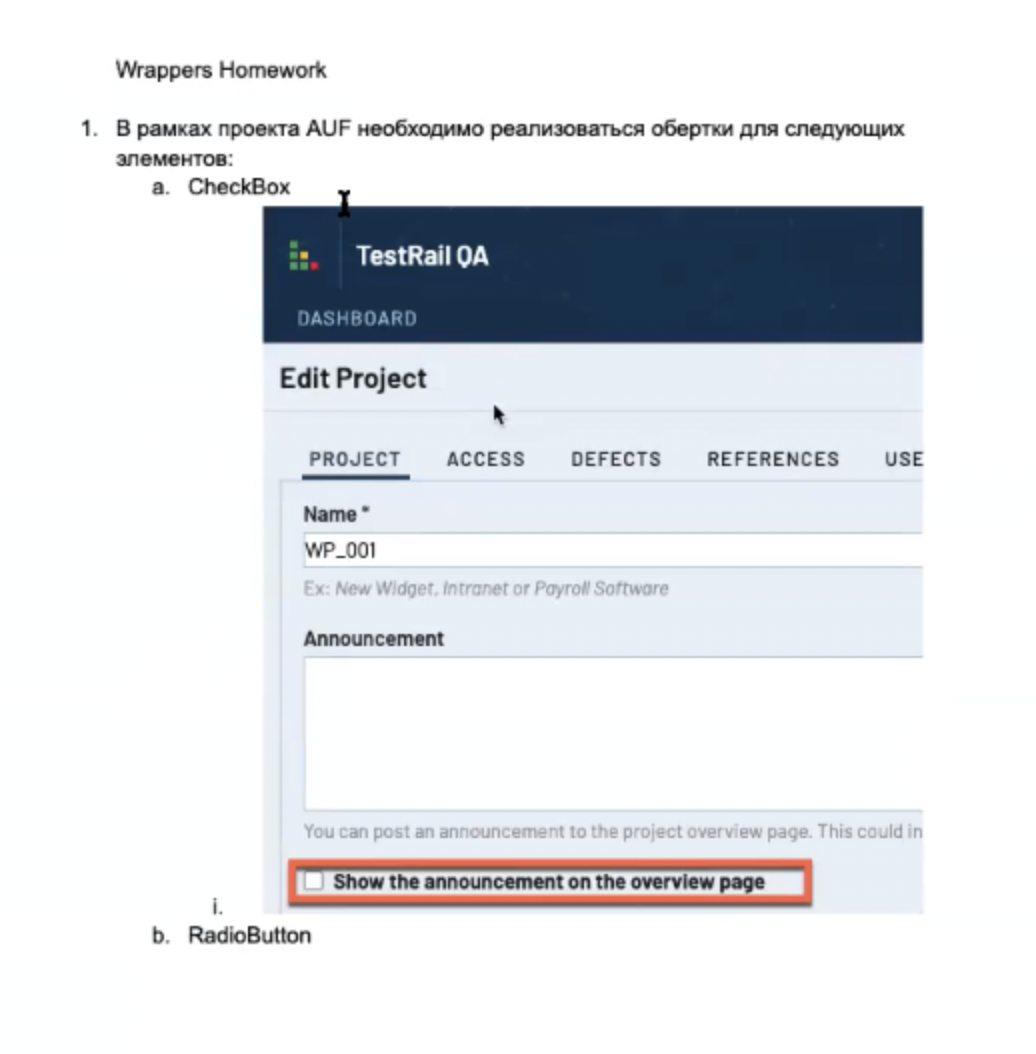 Wrappers Homework
1. В рамках проекта AUF необходимо реализоваться обертки для следующих
элементов:
a. CheckBox
TestRail QA
DASHBOARD
Edit Project
PROJECT ACCESS DEFECTS REFERENCES USE
Name *
WP_001
Ex: New Widget, Intranet or Payroll Software
Announcement
You can post an announcement to the project overview page. This could in
Show the announcement on the overview page
i.
b. RadioButton